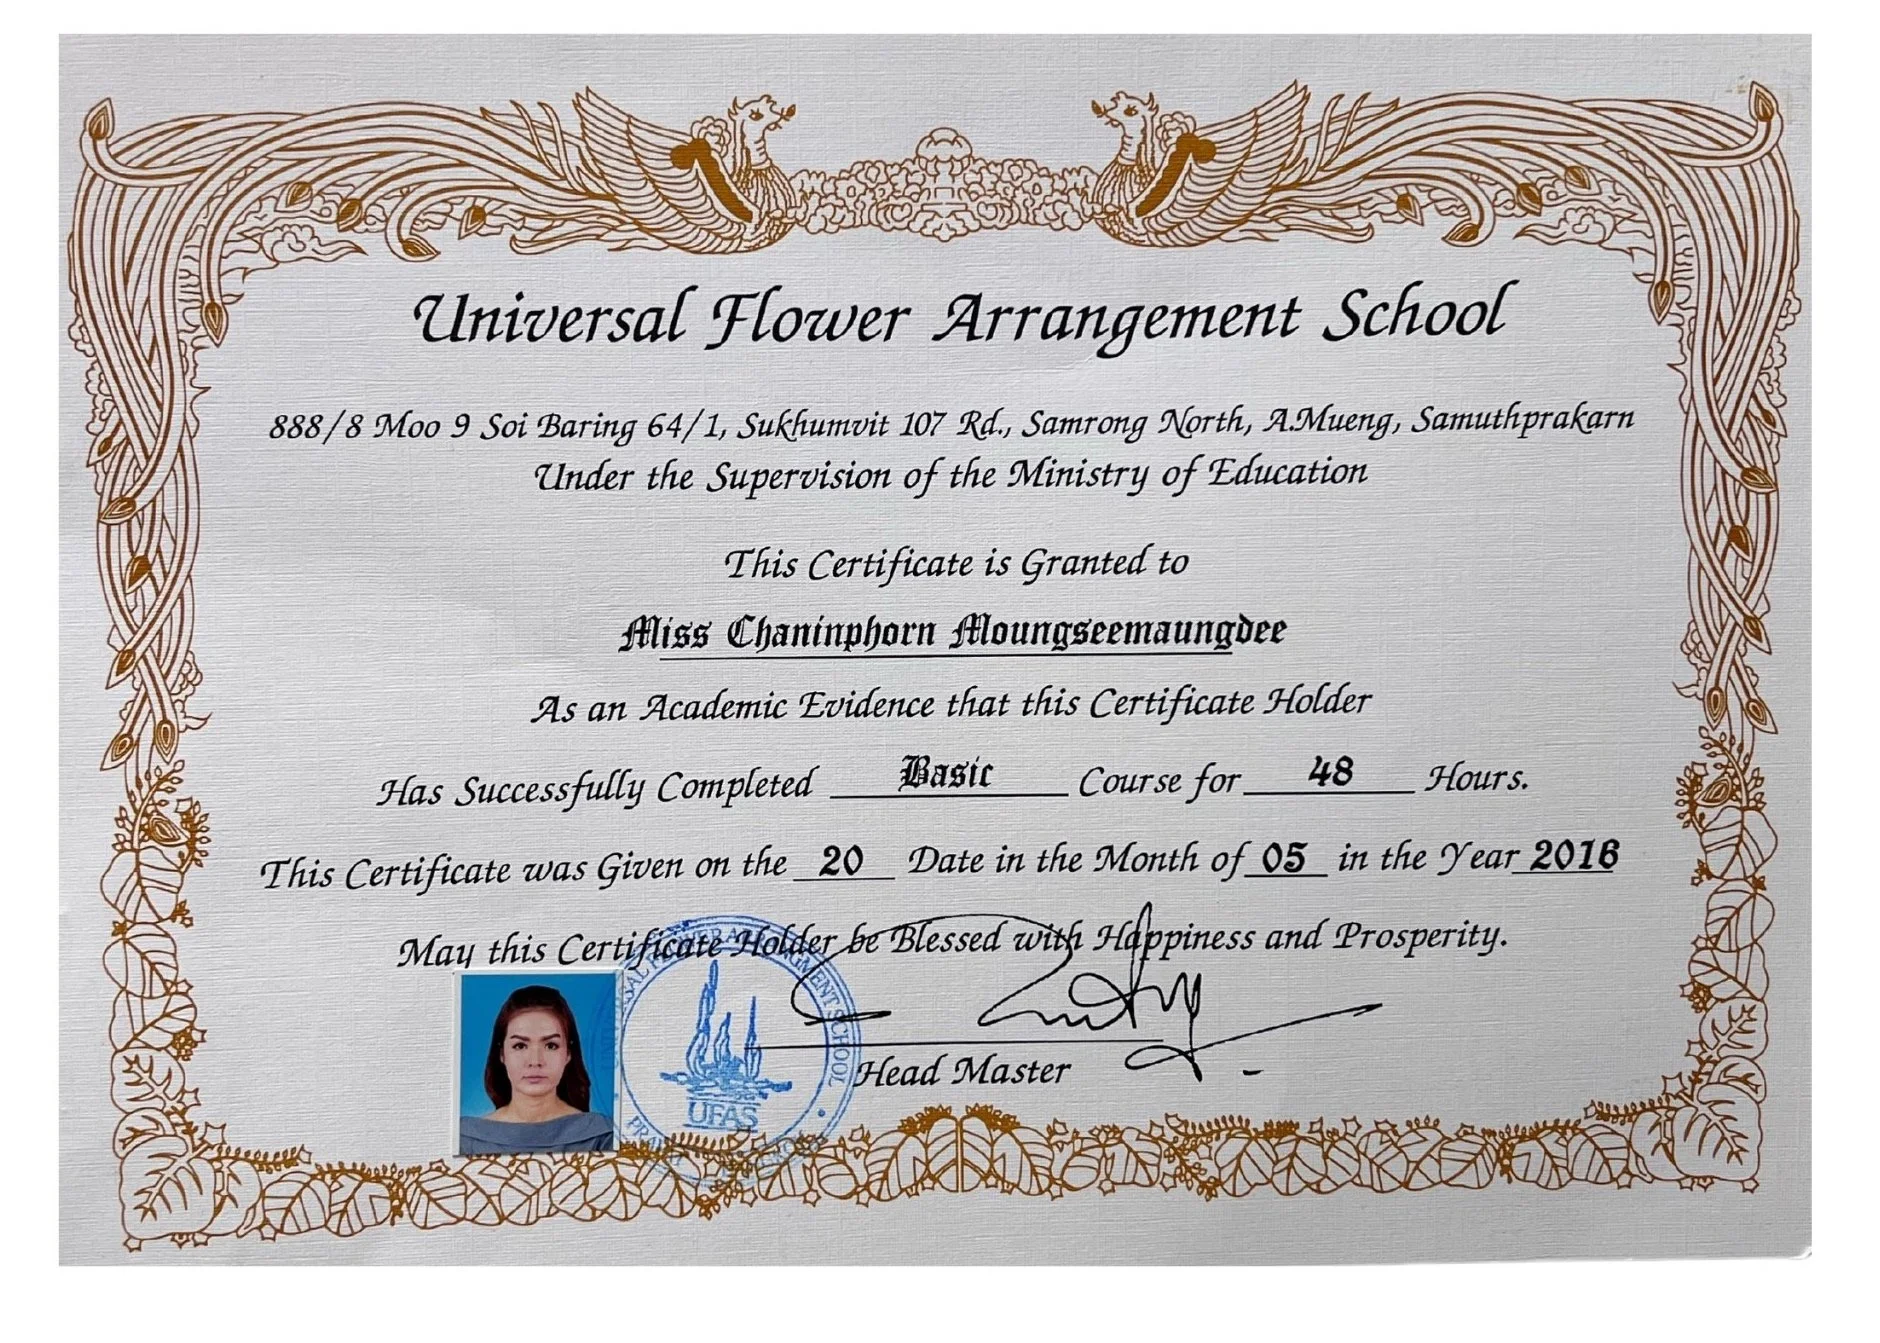 Universal Flower Arrangement School
888/8 Moo 9 Soi Baring 64/1, Sukhumvit 107 Rd., Samrong North, A.Mueng, Samuthprakarn
Under the Supervision of the Ministry of Education
This Certificate is Granted to
Miss Chaninphorn Moungseemaungdee
As an Academic Evidence that this Certificate Holder
Has Successfully Completed Basic Course for 48 Hours.
This Certificate was Given on the 20 Date in the Month of 05 in the Year 2016
May this Certificate Holder be Blessed with Happiness and Prosperity.
UFAS
Head Master